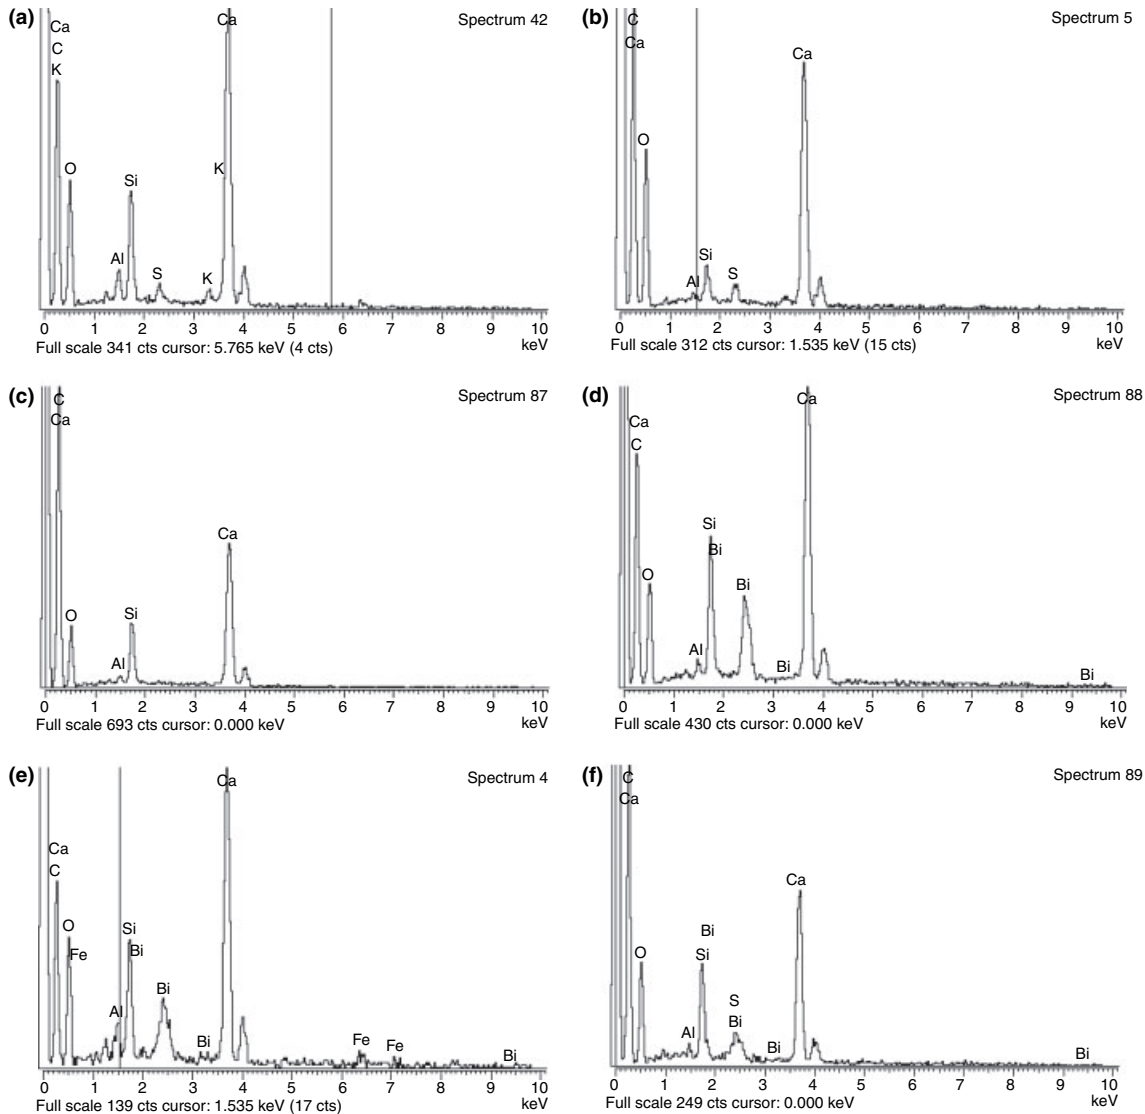 (a) Spectrum 42
Ca
C
K
O
Al
Si
S
K
K
Ca
0 1 2 3 4 5 6 7 8 9 10
keV
Full scale 341 cts cursor: 5.765 keV (4 cts)
(b) Spectrum 5
C
Ca
O
Al
Si
S
Ca
0 1 2 3 4 5 6 7 8 9 10
keV
Full scale 312 cts cursor: 1.535 keV (15 cts)
(c) Spectrum 87
C
Ca
O
Al
Si
Ca
0 1 2 3 4 5 6 7 8 9 10
keV
Full scale 693 cts cursor: 0.000 keV
(d) Spectrum 88
Ca
C
O
Al
Si
Bi
Bi
Bi
Ca
Bi
0 1 2 3 4 5 6 7 8 9 10
keV
Full scale 430 cts cursor: 0.000 keV
(e) Spectrum 4
Ca
C
O
Fe
Al
Si
Bi
Bi
Bi
Ca
Fe
Fe
Bi
0 1 2 3 4 5 6 7 8 9 10
keV
Full scale 139 cts cursor: 1.535 keV (17 cts)
(f) Spectrum 89
C
Ca
O
Al
Bi
Si
S
Bi
Bi
Ca
Bi
0 1 2 3 4 5 6 7 8 9 10
keV
Full scale 249 cts cursor: 0.000 keV